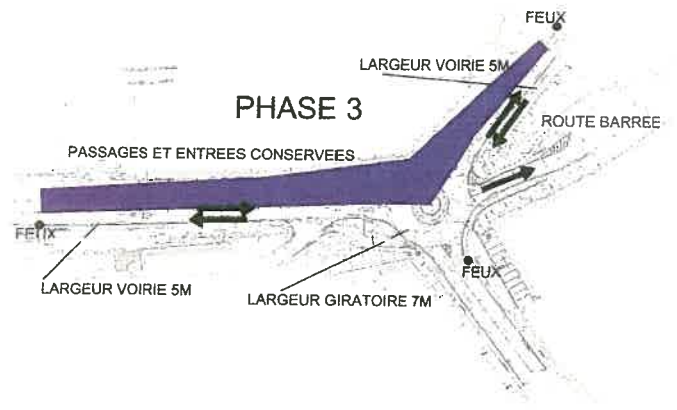 FEUX
LARGEUR VOIRIE 5M
PHASE 3
ROUTE BARREE
PASSAGES ET ENTREES CONSERVEES
FEUX
FEUX
LARGEUR VOIRIE 5M
LARGEUR GIRATOIRE 7M